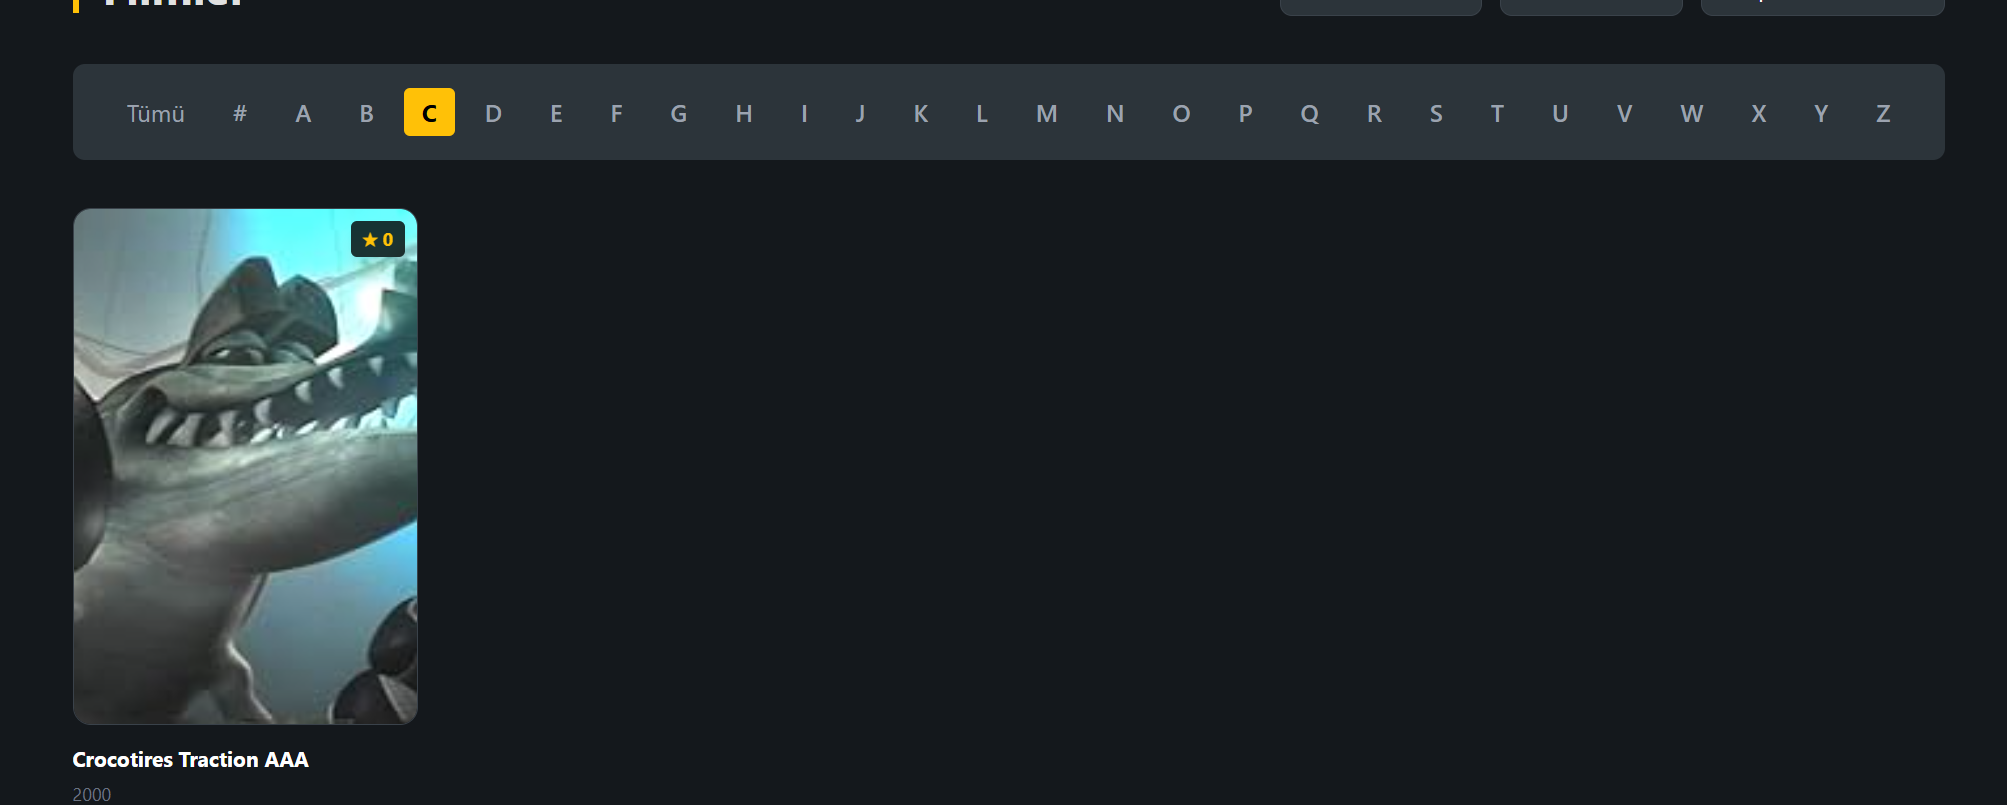 Tümü # A B C D E F G H I J K L M N O P Q R S T U V W X Y Z
★ 0
Crocotires Traction AAA
2000